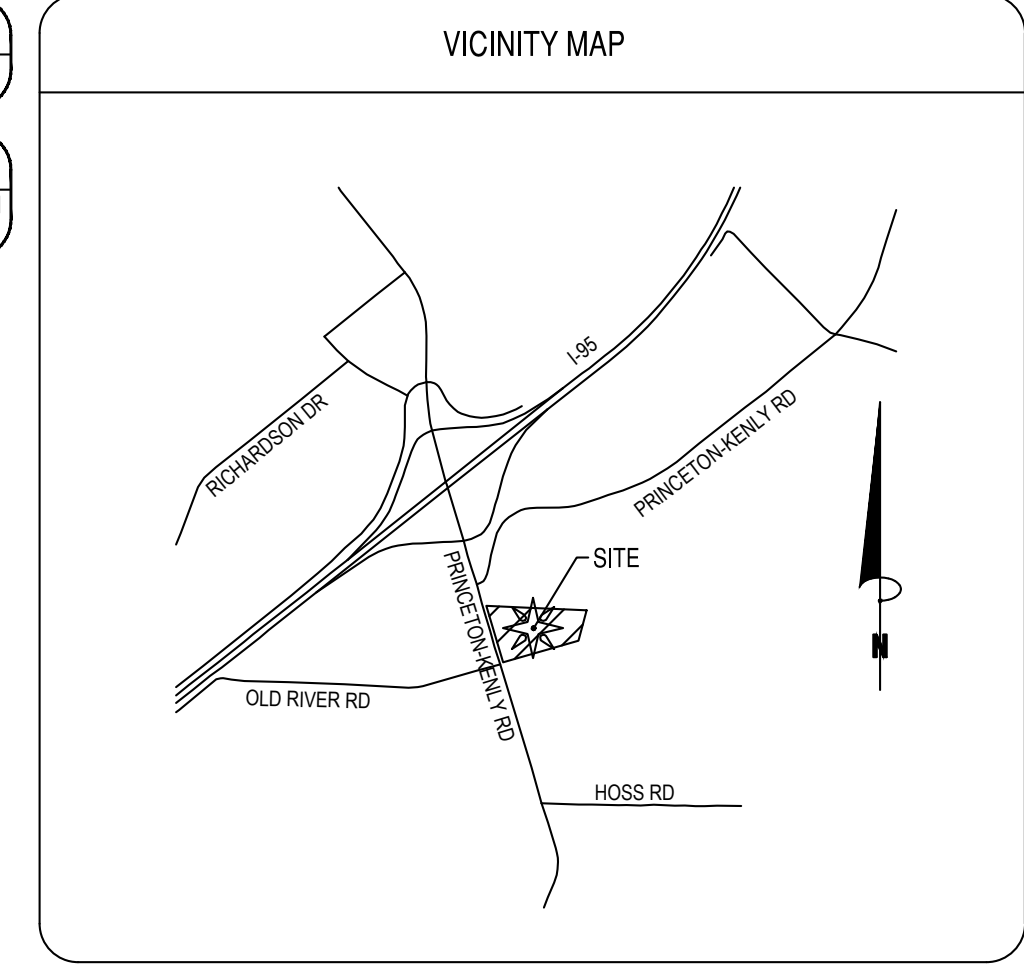 VICINITY MAP
I-95
RICHARDSON DR
PRINCETON-KENLY RD
SITE
PRINCETON-KENLY RD
N
OLD RIVER RD
HOSS RD